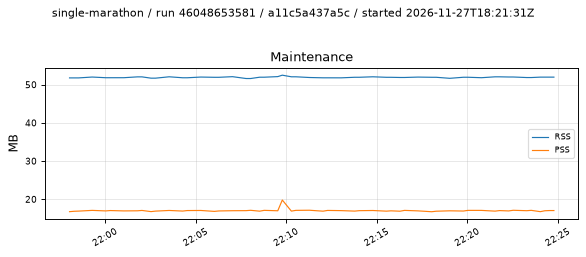 single-marathon / run 46048653581 / a11c5a437a5c / started 2026-11-27T18:21:31Z
Maintenance
MB
50
40
30
20
RSS
PSS
22:00
22:05
22:10
22:15
22:20
22:25